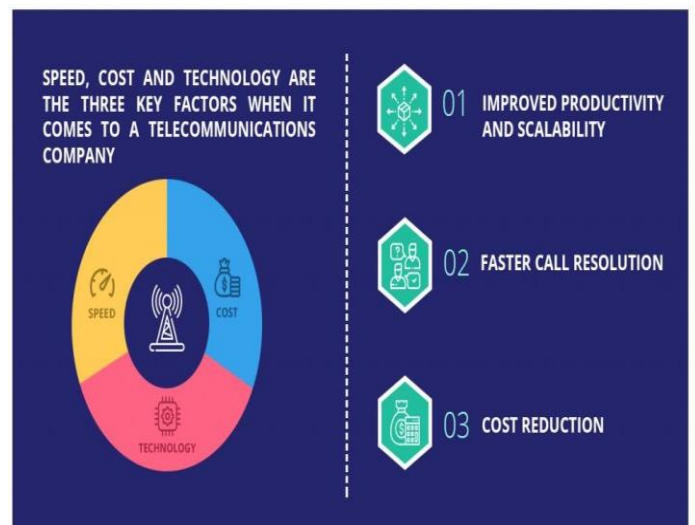 SPEED, COST AND TECHNOLOGY ARE
THE THREE KEY FACTORS WHEN IT
COMES TO A TELECOMMUNICATIONS
COMPANY
SPEED
$
COST
TECHNOLOGY
01 IMPROVED PRODUCTIVITY
AND SCALABILITY
?
02 FASTER CALL RESOLUTION
$
03 COST REDUCTION